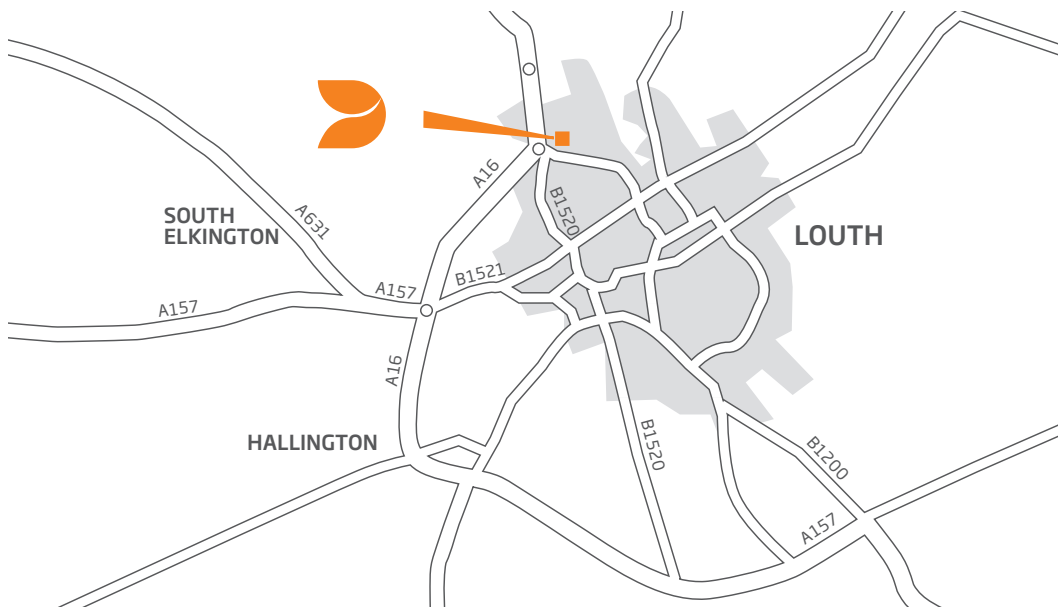 A16
B1520
SOUTH
ELKINGTON
A631
LOUTH
B1521
A157
A157
A16
HALLINGTON
B1520
B1200
A157